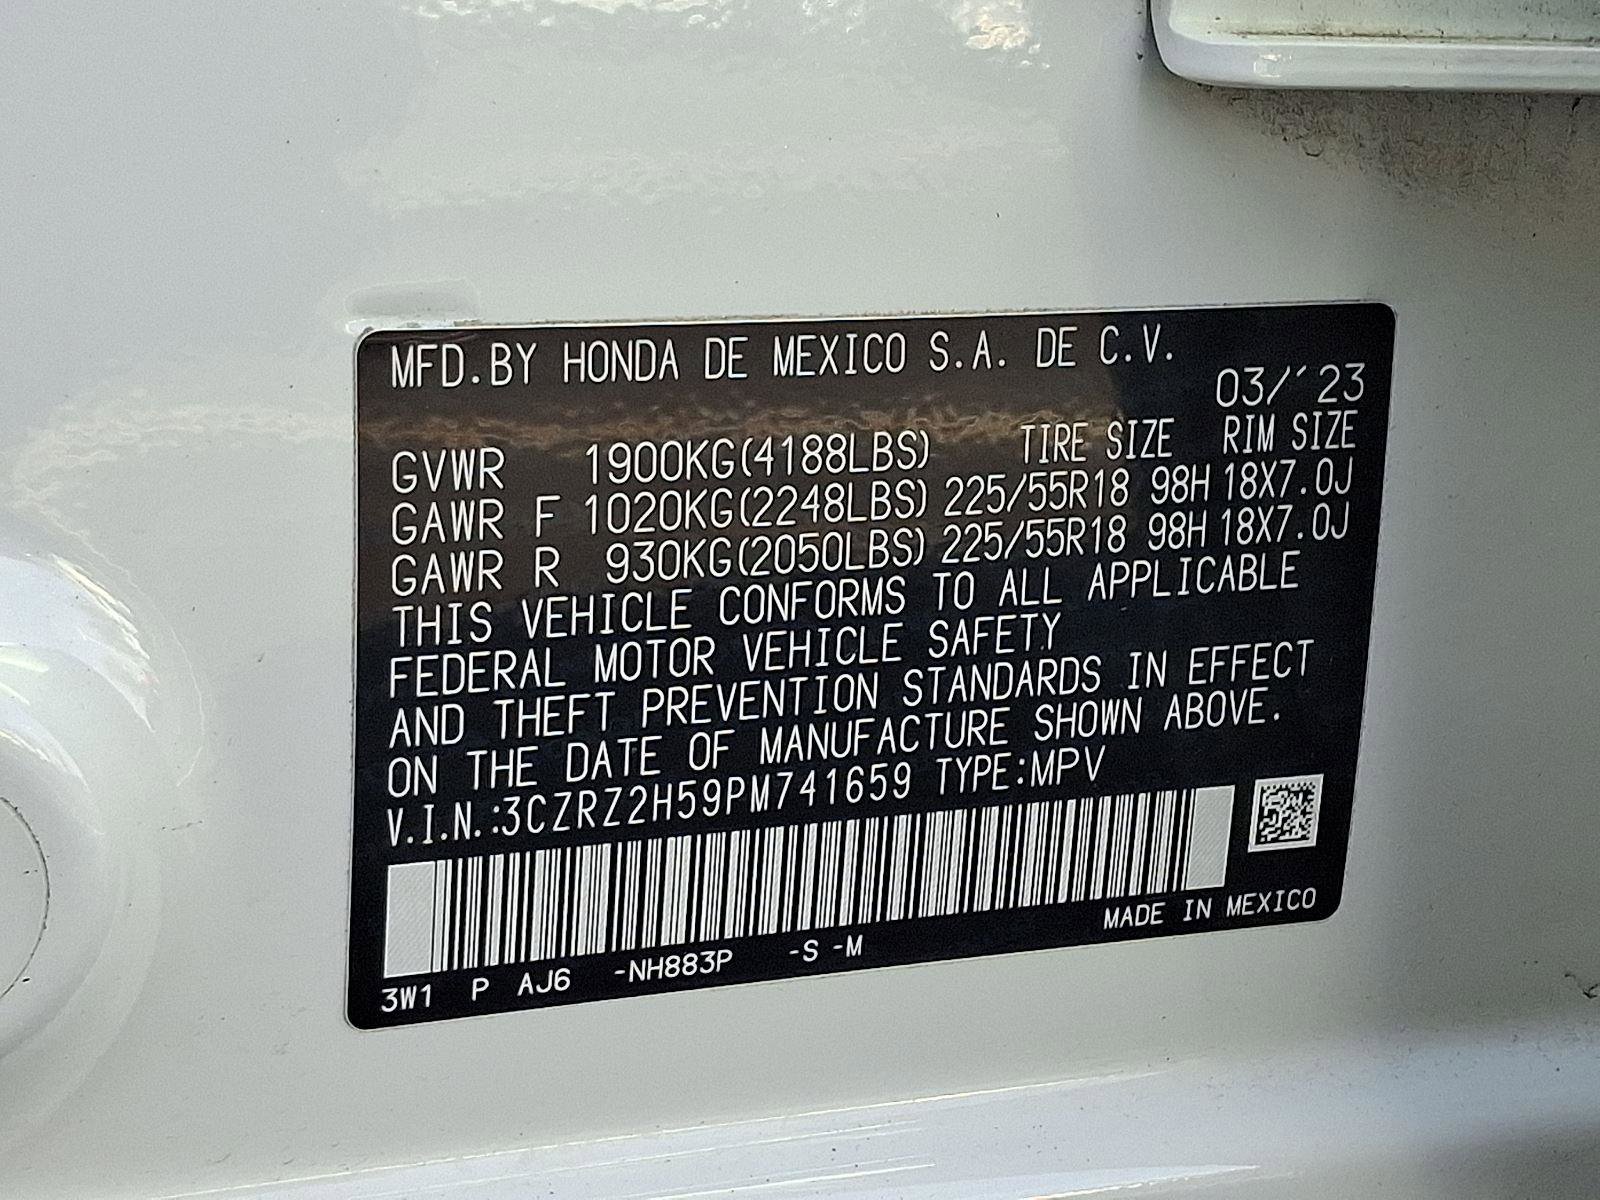 MFD.BY HONDA DE MEXICO S.A. DE C.V.
03/´23
GVWR 1900KG(4188LBS) TIRE SIZE RIM SIZE
GAWR F 1020KG(2248LBS) 225/55R18 98H 18X7.0J
GAWR R 930KG(2050LBS) 225/55R18 98H 18X7.0J
THIS VEHICLE CONFORMS TO ALL APPLICABLE
FEDERAL MOTOR VEHICLE SAFETY
AND THEFT PREVENTION STANDARDS IN EFFECT
ON THE DATE OF MANUFACTURE SHOWN ABOVE.
V.I.N.:3CZRZ2H59PM741659 TYPE:MPV
MADE IN MEXICO
3W1 P AJ6 -NH883P -S -M